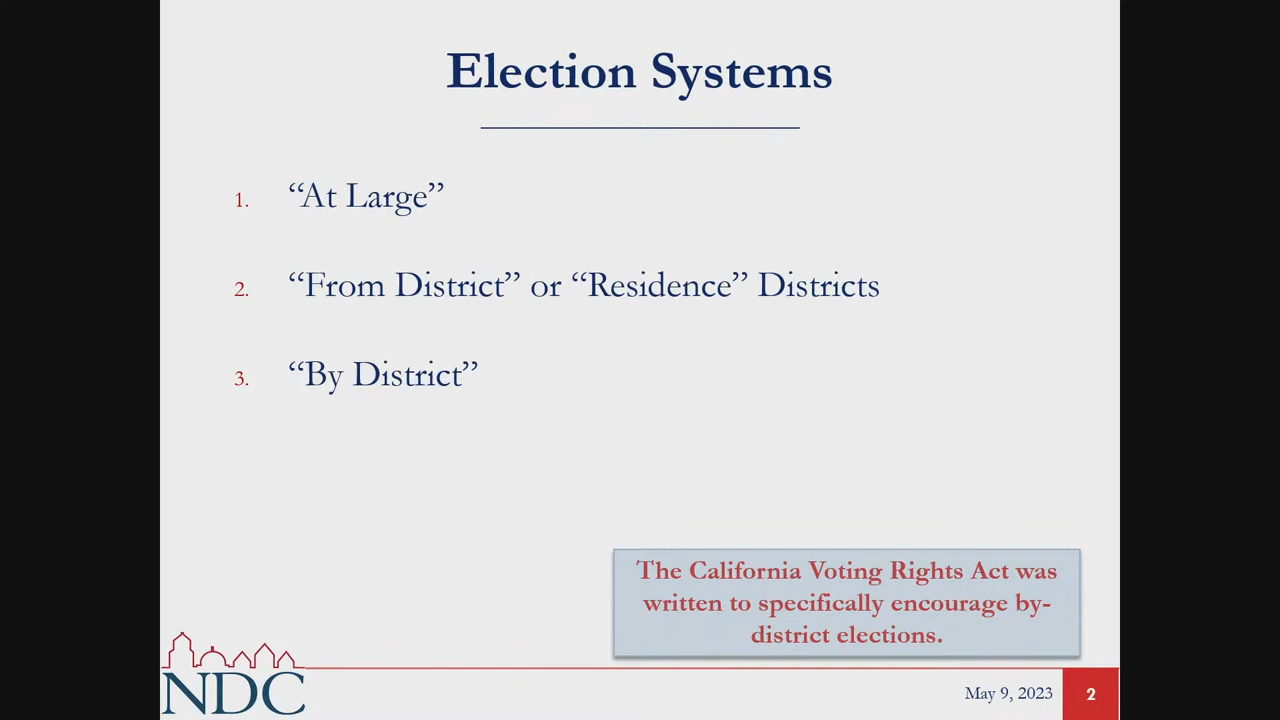 Election Systems
1. “At Large”
2. “From District” or “Residence” Districts
3. “By District”
The California Voting Rights Act was
written to specifically encourage by-
district elections.
NDC
May 9, 2023
2